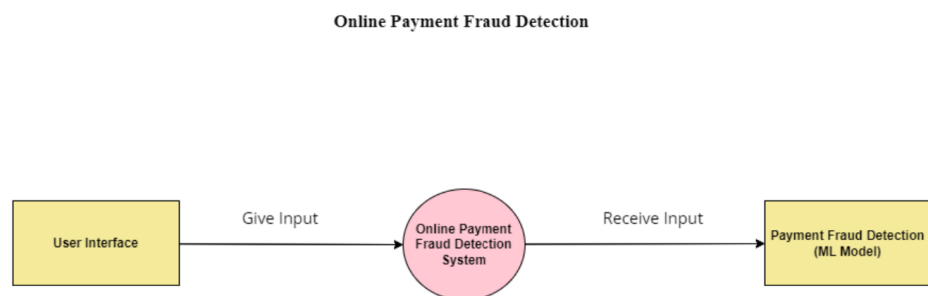 Online Payment Fraud Detection
User Interface
Give Input
Online Payment
Fraud Detection
System
Receive Input
Payment Fraud Detection
(ML Model)